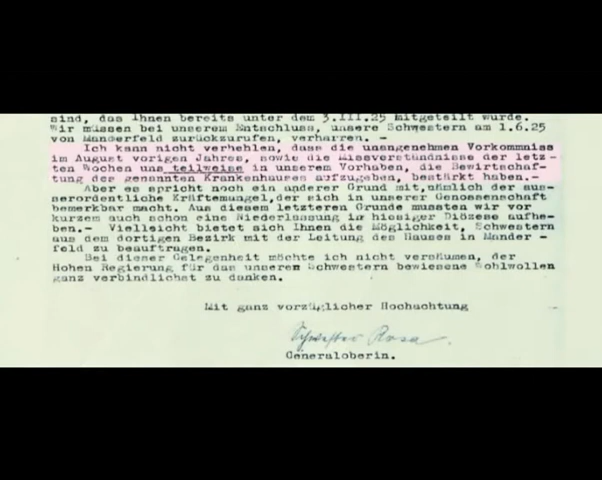 sind, das Ihnen bereits unter dem 3.III.25 mitgeteilt wurde.
Wir müssen bei unserem Entschluss, unsere Schwestern am 1.6.25
von Manderfeld zurückzurufen, verharren. -
Ich kann nicht verhehlen, dass die unangenehmen Vorkommniss
im August vorigen Jahres, sowie die Missverständnisse der letz-
ten Wochen uns teilweise in unserem Vorhaben, die Bewirtschaf-
tung des genannten Krankenhauses aufzugeben, bestärkt haben.-
Aber es spricht noch ein anderer Grund mit, nämlich der aus-
serordentliche Kräftemangel, der sich in unserer Genossenschaft
bemerkbar macht. Aus diesem letzteren Grunde mussten wir vor
kurzem auch schon eine Niederlassung in hiesiger Diözese aufhe-
ben.- Vielleicht bietet sich Ihnen die Möglichkeit, Schwestern
aus dem dortigen Bezirk mit der Leitung des Hauses in Mander -
feld zu beauftragen.
Bei dieser Gelegenheit möchte ich nicht versäumen, der
Hohen Regierung für das unseren Schwestern bewiesene Wohlwollen
ganz verbindlichst zu danken.
Mit ganz vorzüglicher Hochachtung
Schwester Rosa
Generaloberin.